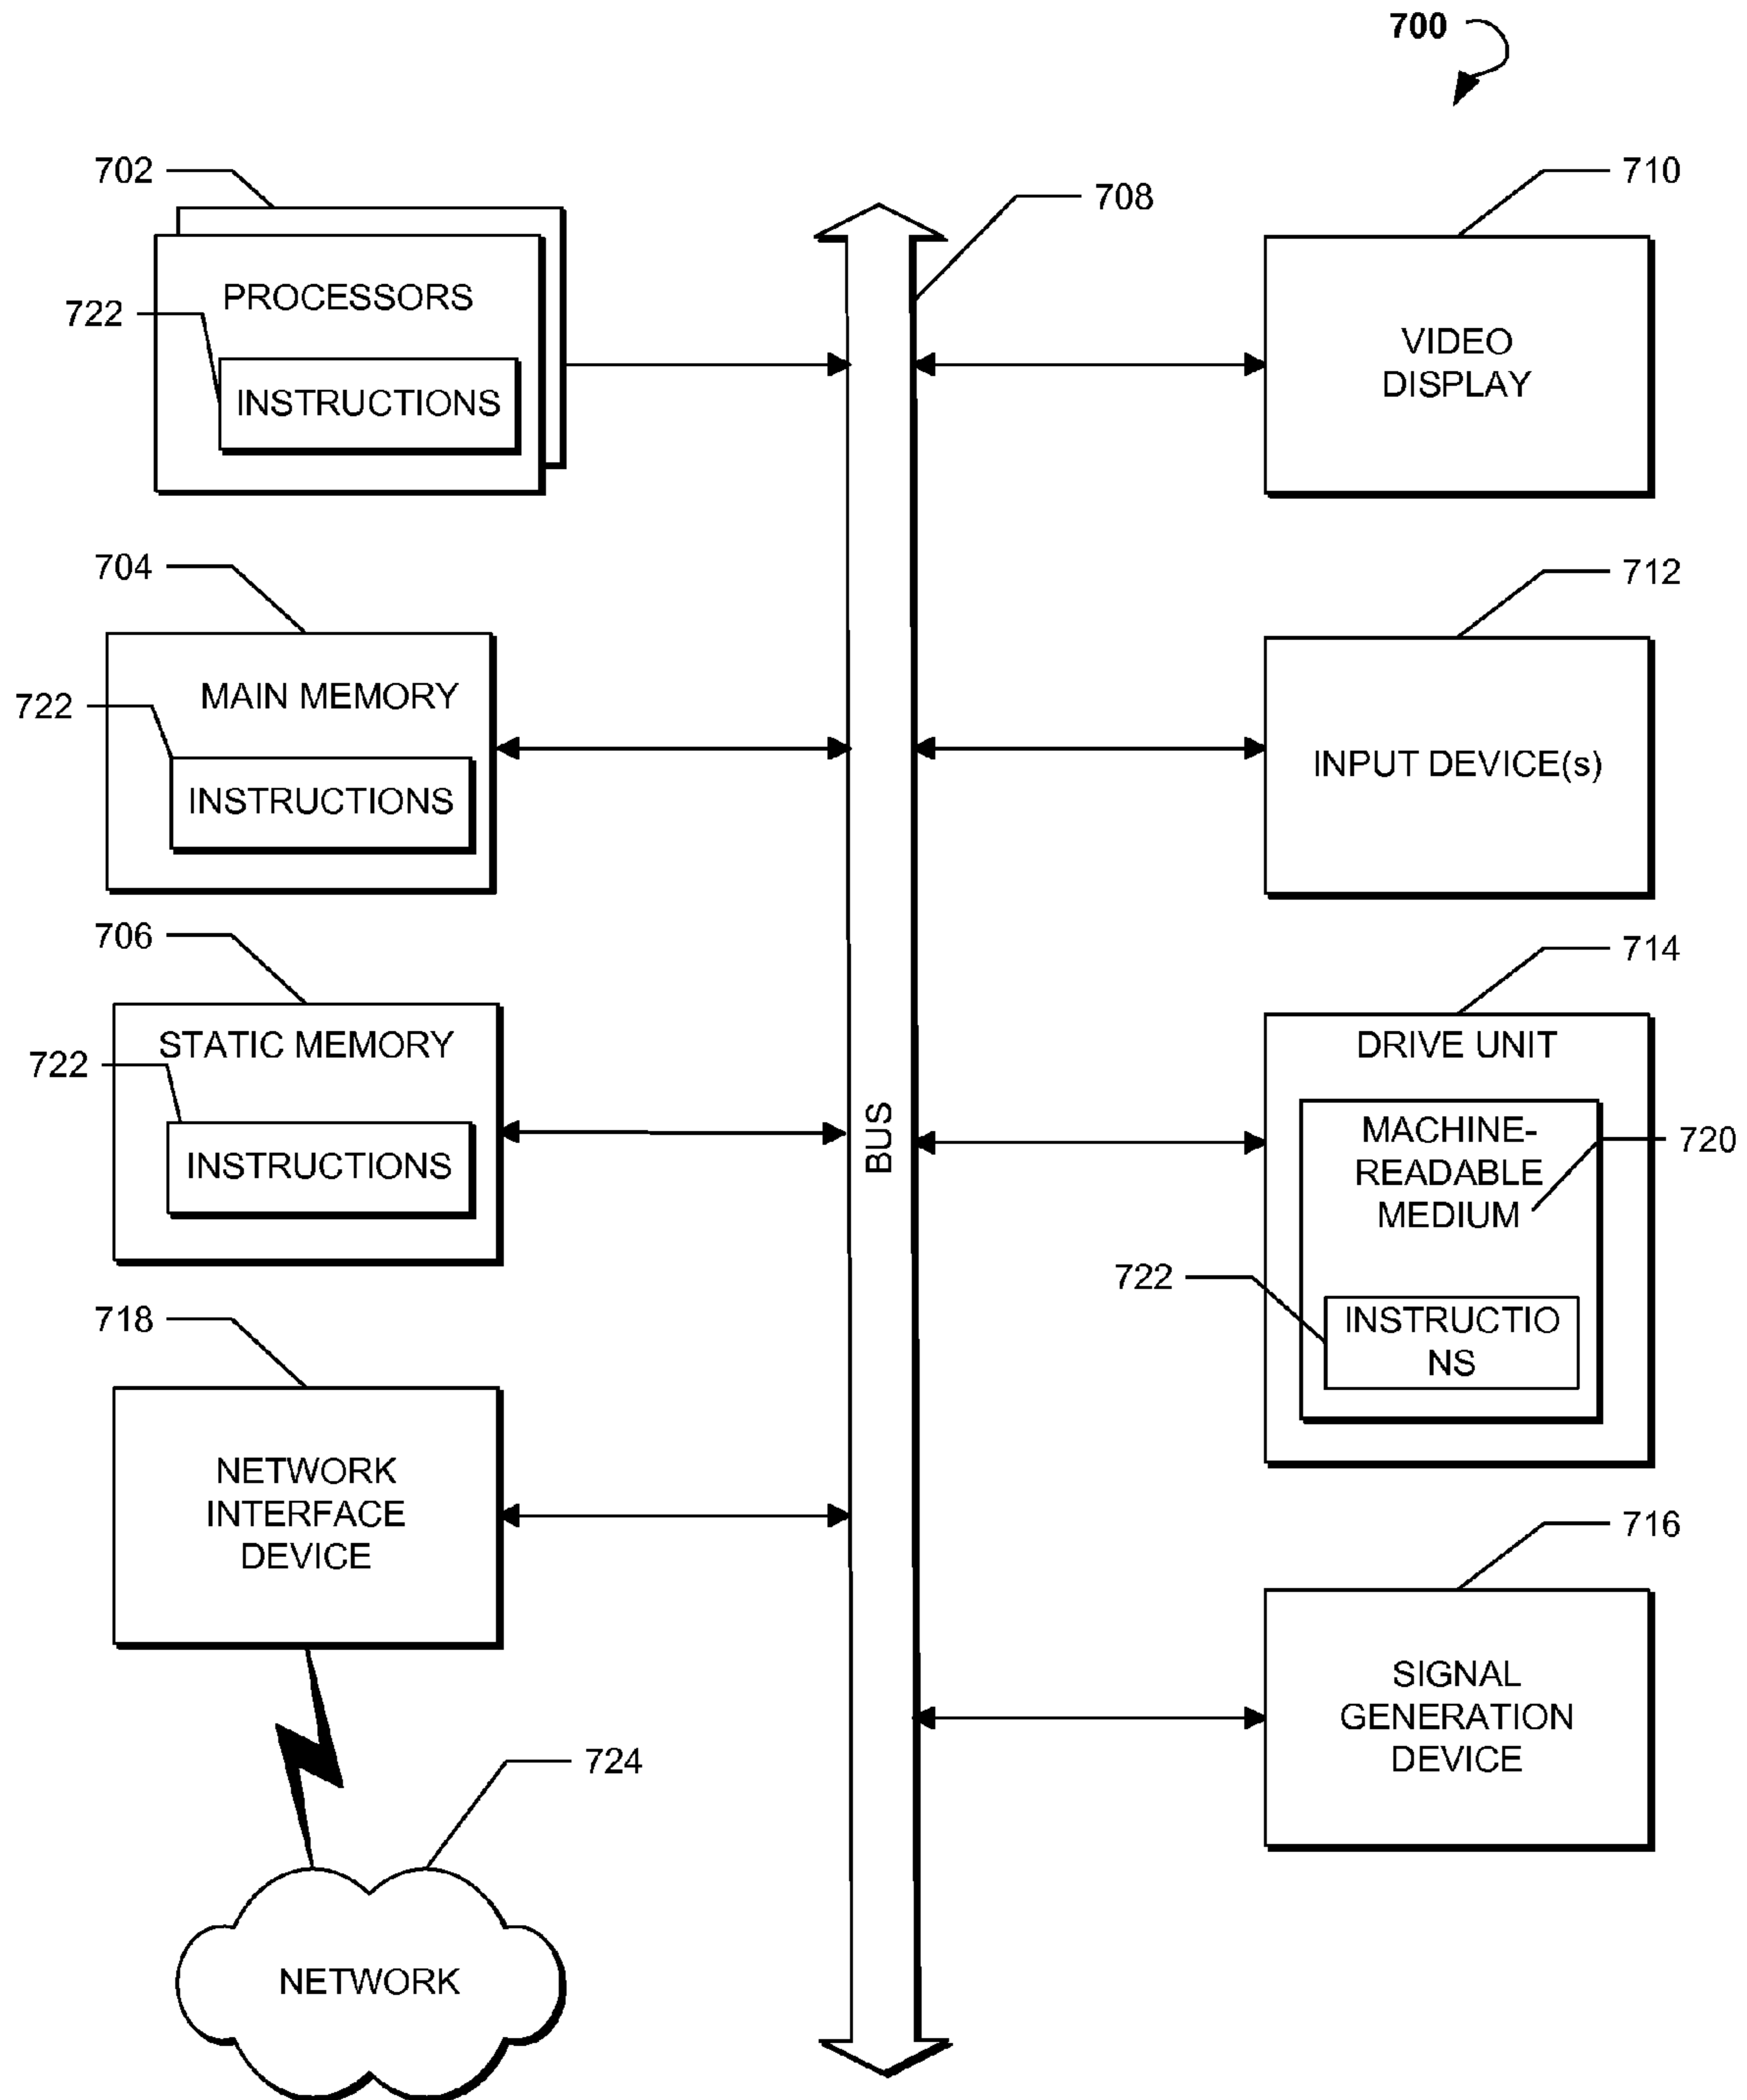 700
702
PROCESSORS
722
INSTRUCTIONS
704
MAIN MEMORY
722
INSTRUCTIONS
706
STATIC MEMORY
722
INSTRUCTIONS
718
NETWORK
INTERFACE
DEVICE
724
NETWORK
708
BUS
710
VIDEO
DISPLAY
712
INPUT DEVICE(s)
714
DRIVE UNIT
MACHINE-
READABLE
MEDIUM
720
722
INSTRUCTIO
NS
716
SIGNAL
GENERATION
DEVICE